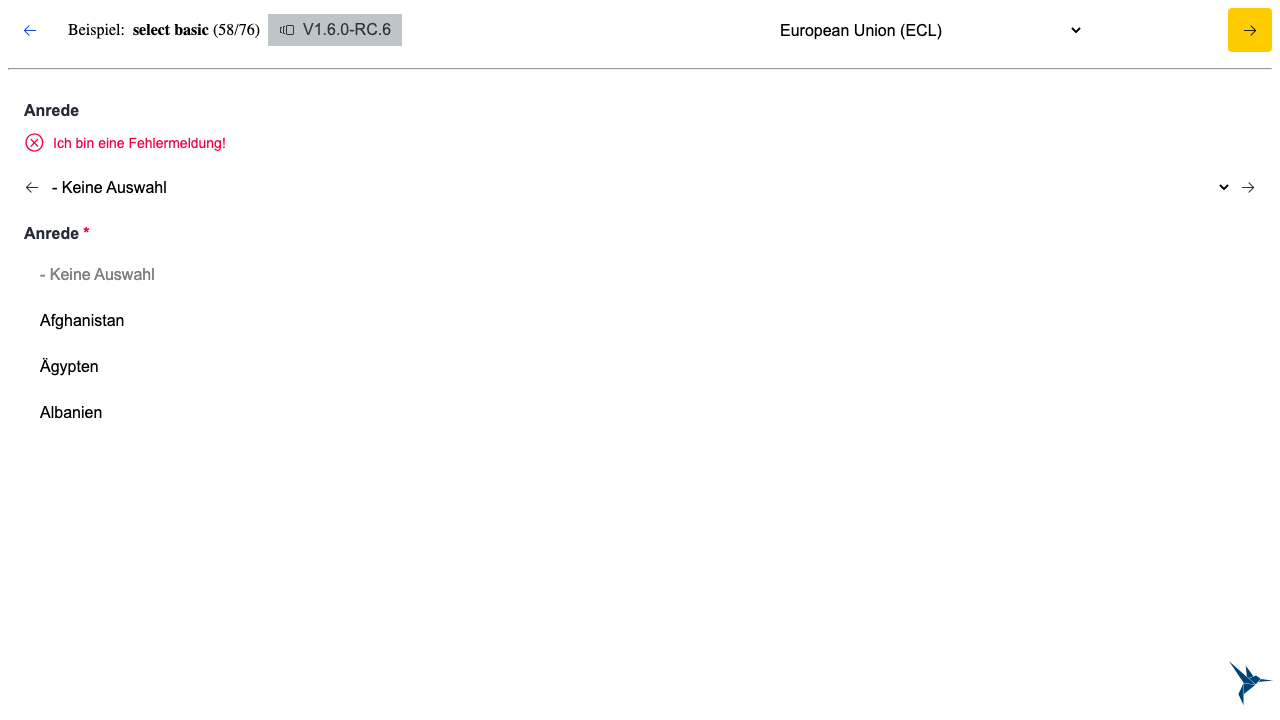 Beispiel: select basic (58/76) V1.6.0-RC.6 European Union (ECL)
Anrede
Ich bin eine Fehlermeldung!
- Keine Auswahl
Anrede *
- Keine Auswahl
Afghanistan
Ägypten
Albanien